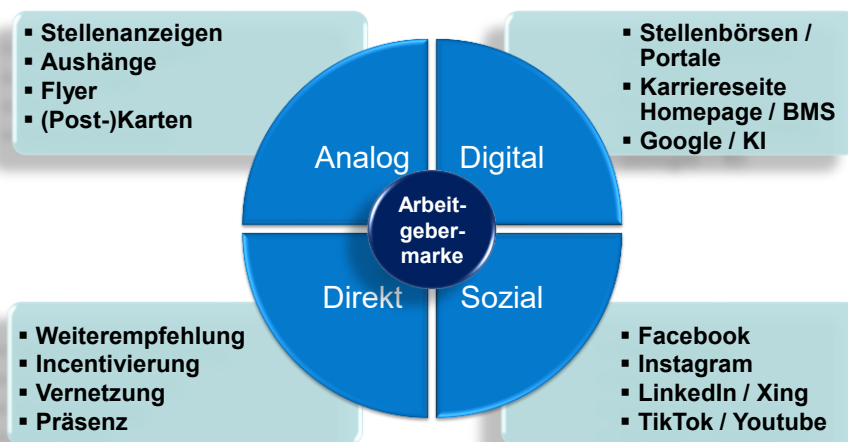 ▪ Stellenanzeigen
▪ Aushänge
▪ Flyer
▪ (Post-)Karten
▪ Stellenbörsen /
Portale
▪ Karriereseite
Homepage / BMS
▪ Google / KI
Analog
Digital
Arbeit-
geber-
marke
Direkt
Sozial
▪ Weiterempfehlung
▪ Incentivierung
▪ Vernetzung
▪ Präsenz
▪ Facebook
▪ Instagram
▪ LinkedIn / Xing
▪ TikTok / Youtube